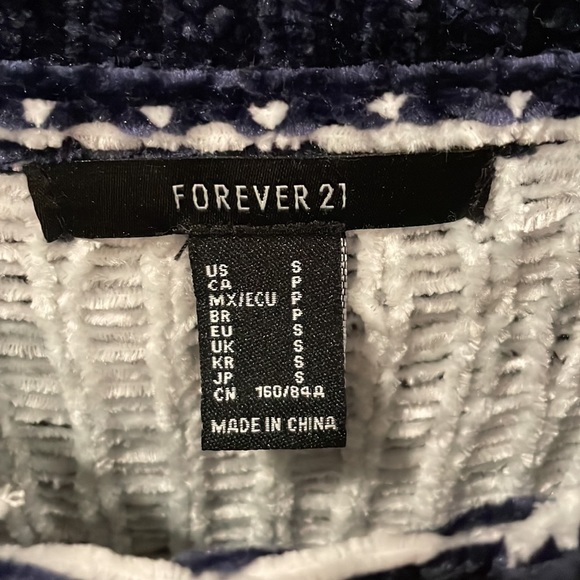 FOREVER 21
US S
CA P
MX/ECU P
BR P
EU S
UK S
KR S
JP S
CN 160/84A
MADE IN CHINA